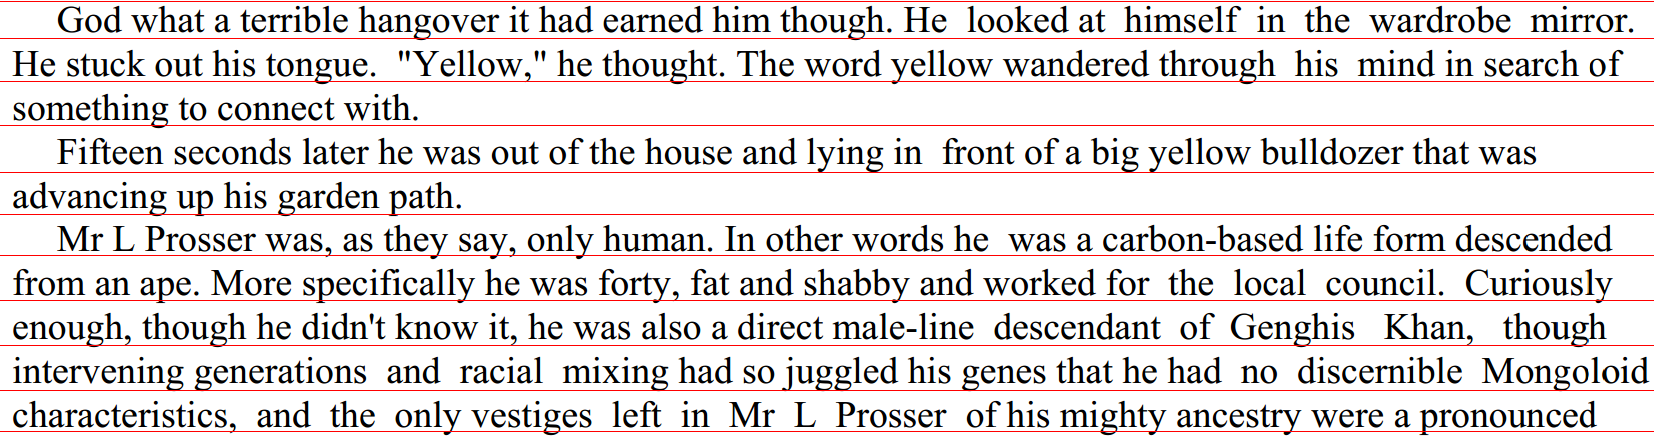 God what a terrible hangover it had earned him though. He looked at himself in the wardrobe mirror.
He stuck out his tongue. "Yellow," he thought. The word yellow wandered through his mind in search of
something to connect with.
Fifteen seconds later he was out of the house and lying in front of a big yellow bulldozer that was
advancing up his garden path.
Mr L Prosser was, as they say, only human. In other words he was a carbon-based life form descended
from an ape. More specifically he was forty, fat and shabby and worked for the local council. Curiously
enough, though he didn't know it, he was also a direct male-line descendant of Genghis Khan, though
intervening generations and racial mixing had so juggled his genes that he had no discernible Mongoloid
characteristics, and the only vestiges left in Mr L Prosser of his mighty ancestry were a pronounced